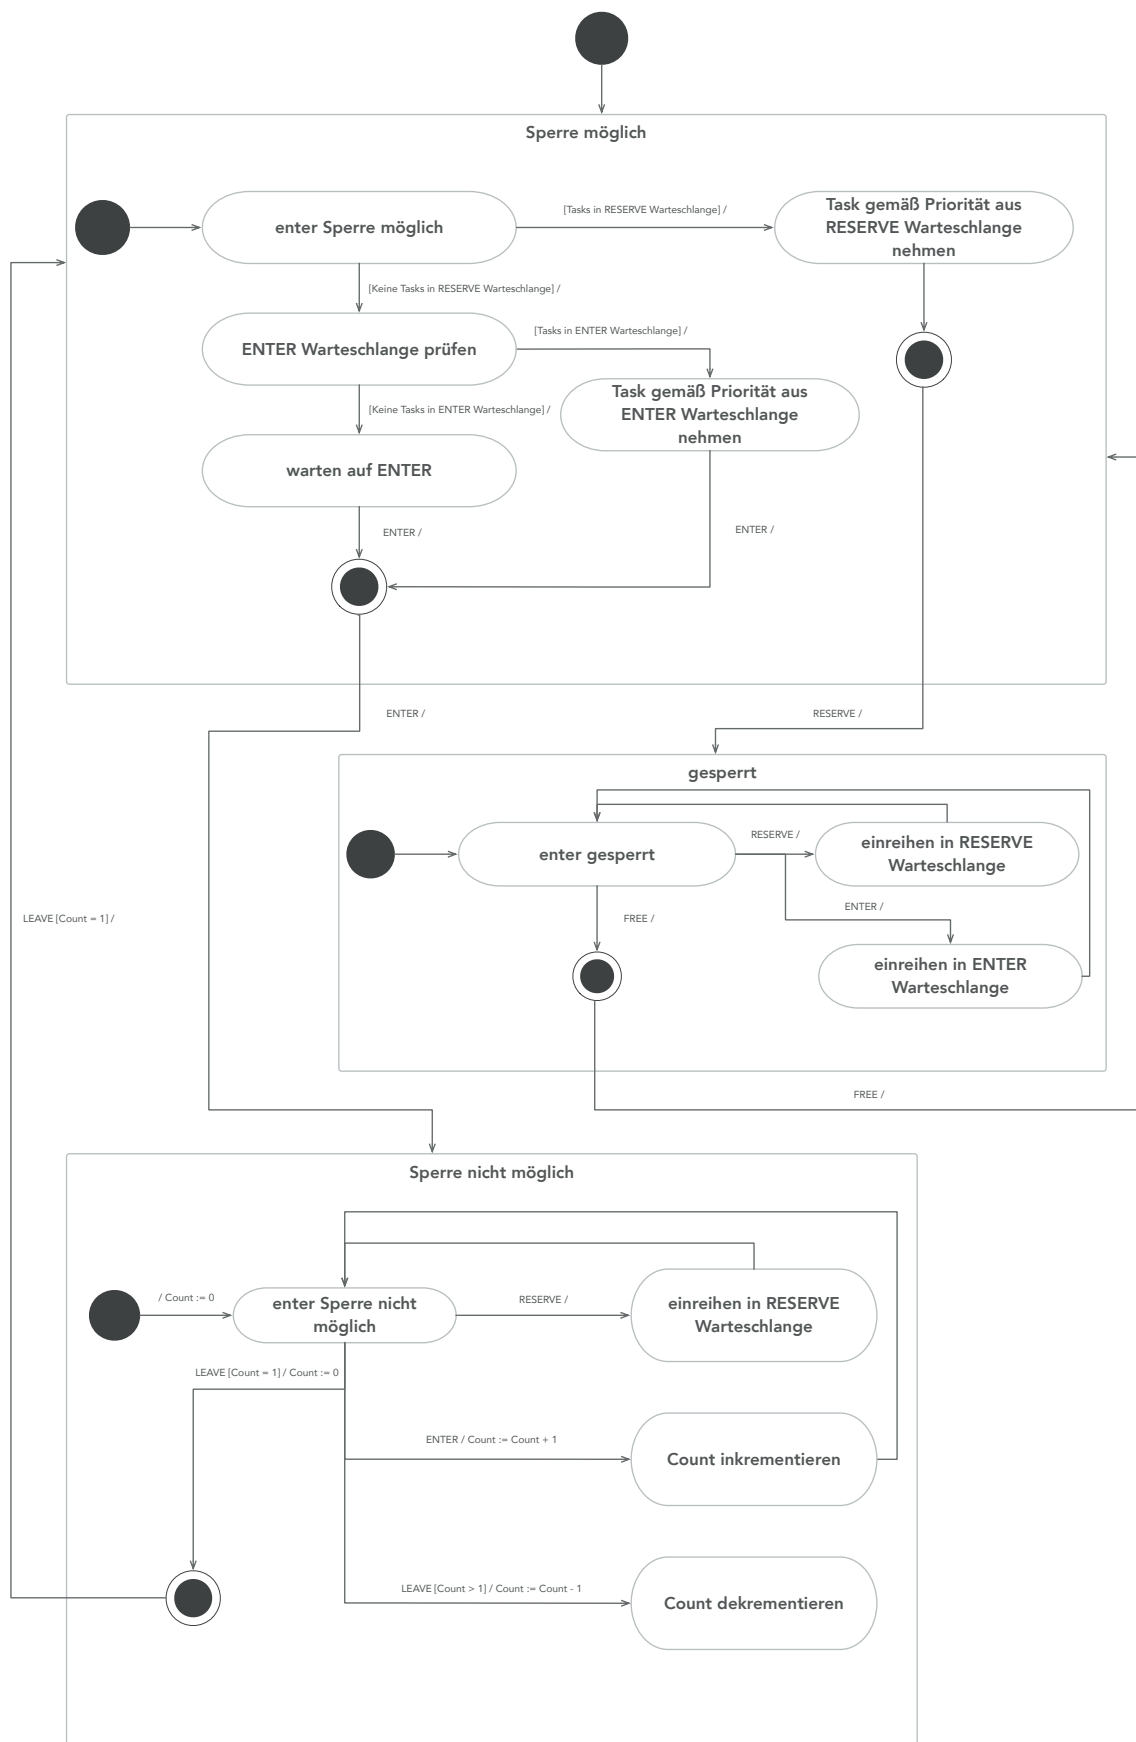 Sperre möglich
enter Sperre möglich
[Tasks in RESERVE Warteschlange] /
Task gemäß Priorität aus
RESERVE Warteschlange
nehmen
[Keine Tasks in RESERVE Warteschlange] /
ENTER Warteschlange prüfen
[Tasks in ENTER Warteschlange] /
Task gemäß Priorität aus
ENTER Warteschlange
nehmen
[Keine Tasks in ENTER Warteschlange] /
warten auf ENTER
ENTER /
ENTER /
ENTER /
RESERVE /
gesperrt
enter gesperrt
RESERVE /
einreihen in RESERVE
Warteschlange
ENTER /
FREE /
einreihen in ENTER
Warteschlange
LEAVE [Count = 1] /
FREE /
Sperre nicht möglich
/ Count := 0
enter Sperre nicht
möglich
RESERVE /
einreihen in RESERVE
Warteschlange
LEAVE [Count = 1] / Count := 0
ENTER / Count := Count + 1
Count inkrementieren
LEAVE [Count > 1] / Count := Count - 1
Count dekrementieren